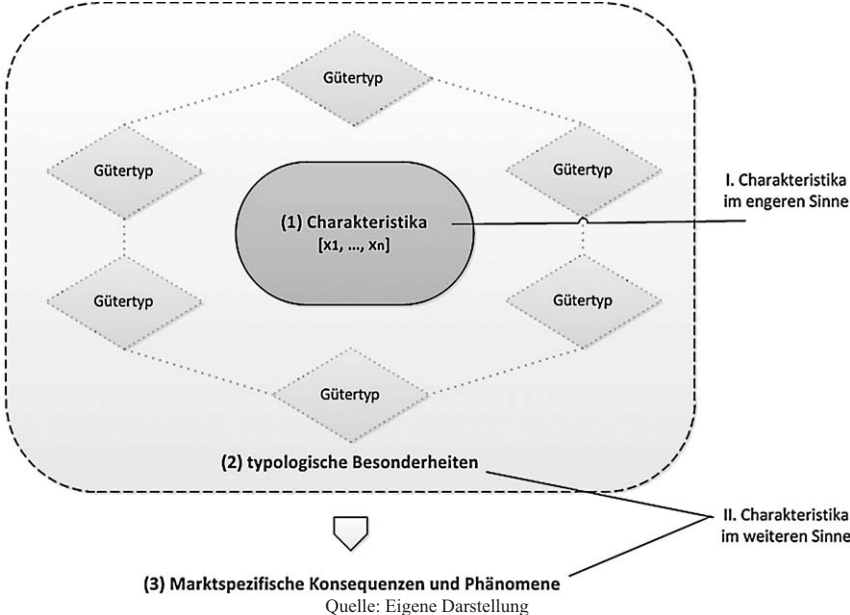 Gütertyp
Gütertyp
Gütertyp
I. Charakteristika
im engeren Sinne
(1) Charakteristika
[x1, ..., xn]
Gütertyp
Gütertyp
Gütertyp
(2) typologische Besonderheiten
II. Charakteristika
im weiteren Sinne
(3) Marktspezifische Konsequenzen und Phänomene
Quelle: Eigene Darstellung